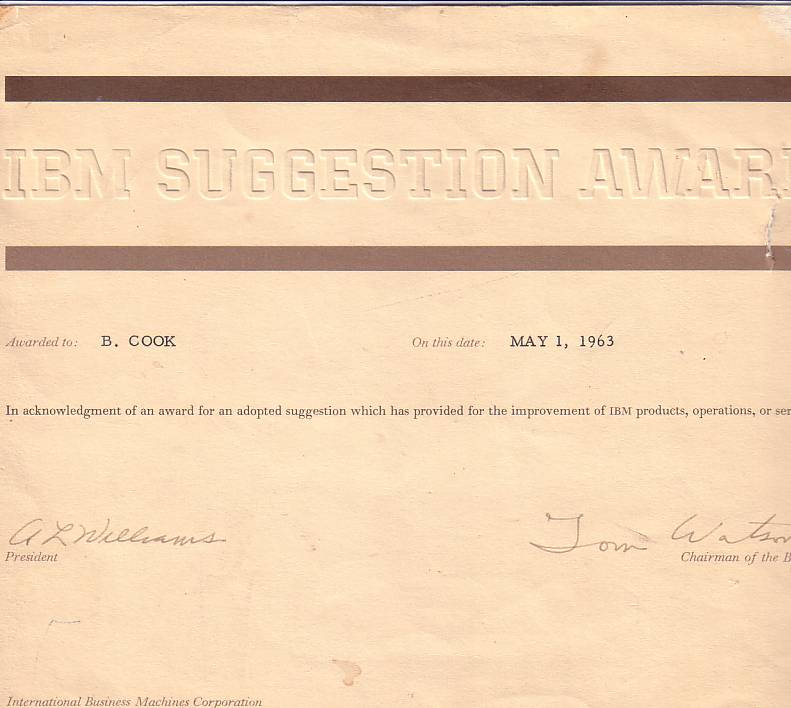 IBM SUGGESTION AWAR
Awarded to: B. COOK On this date: MAY 1, 1963
In acknowledgment of an award for an adopted suggestion which has provided for the improvement of IBM products, operations, or ser
A L Williams Tom Watson
President Chairman of the B
International Business Machines Corporation